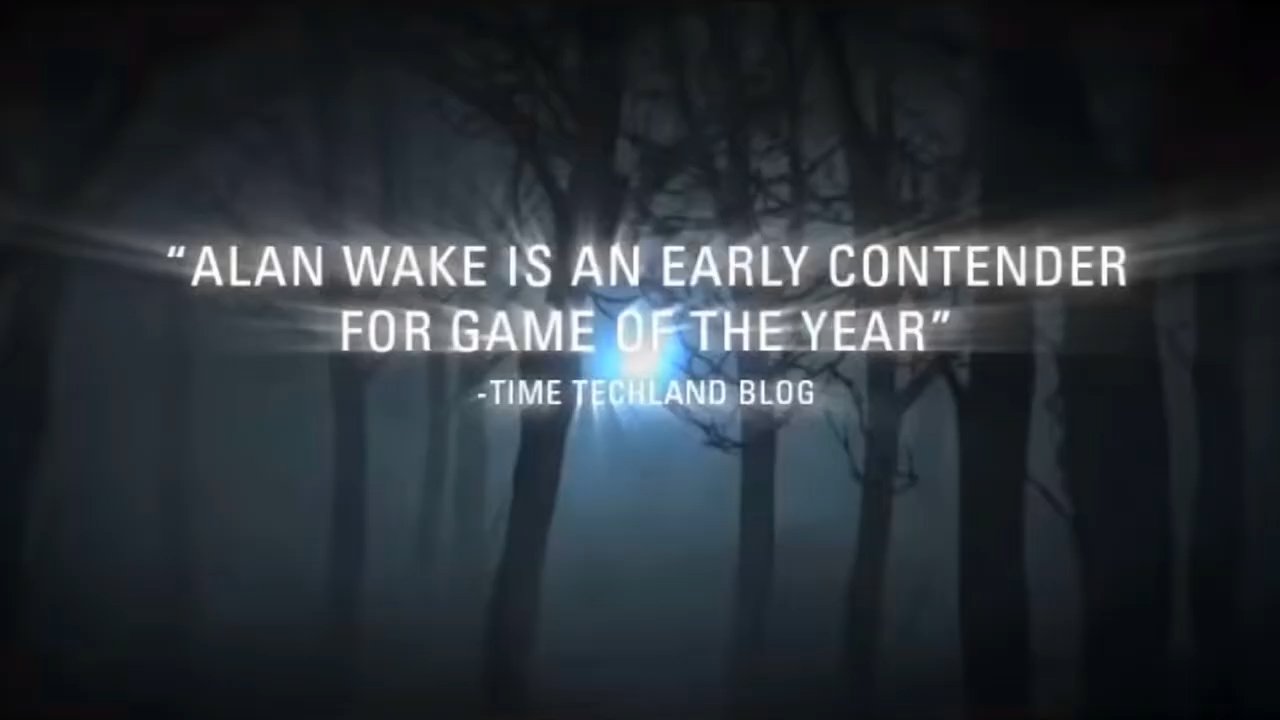 “ALAN WAKE IS AN EARLY CONTENDER
FOR GAME OF THE YEAR”
-TIME TECHLAND BLOG